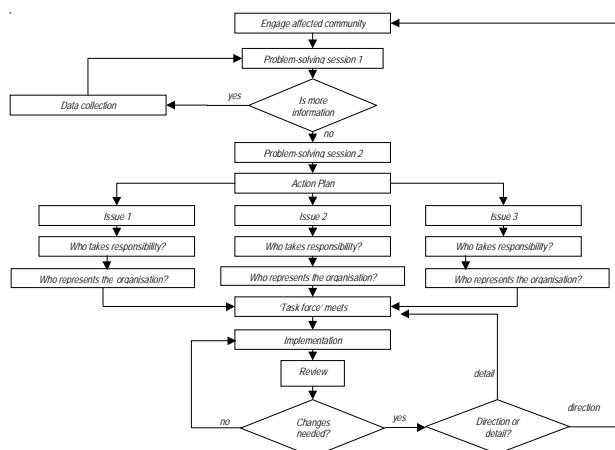 Engage affected community
Problem-solving session 1
Data collection
yes
Is more
information
no
Problem-solving session 2
Action Plan
Issue 1
Issue 2
Issue 3
Who takes responsibility?
Who takes responsibility?
Who takes responsibility?
Who represents the organisation?
Who represents the organisation?
Who represents the organisation?
'Task force' meets
Implementation
Review
detail
direction
no
Changes
needed?
yes
Direction or
detail?